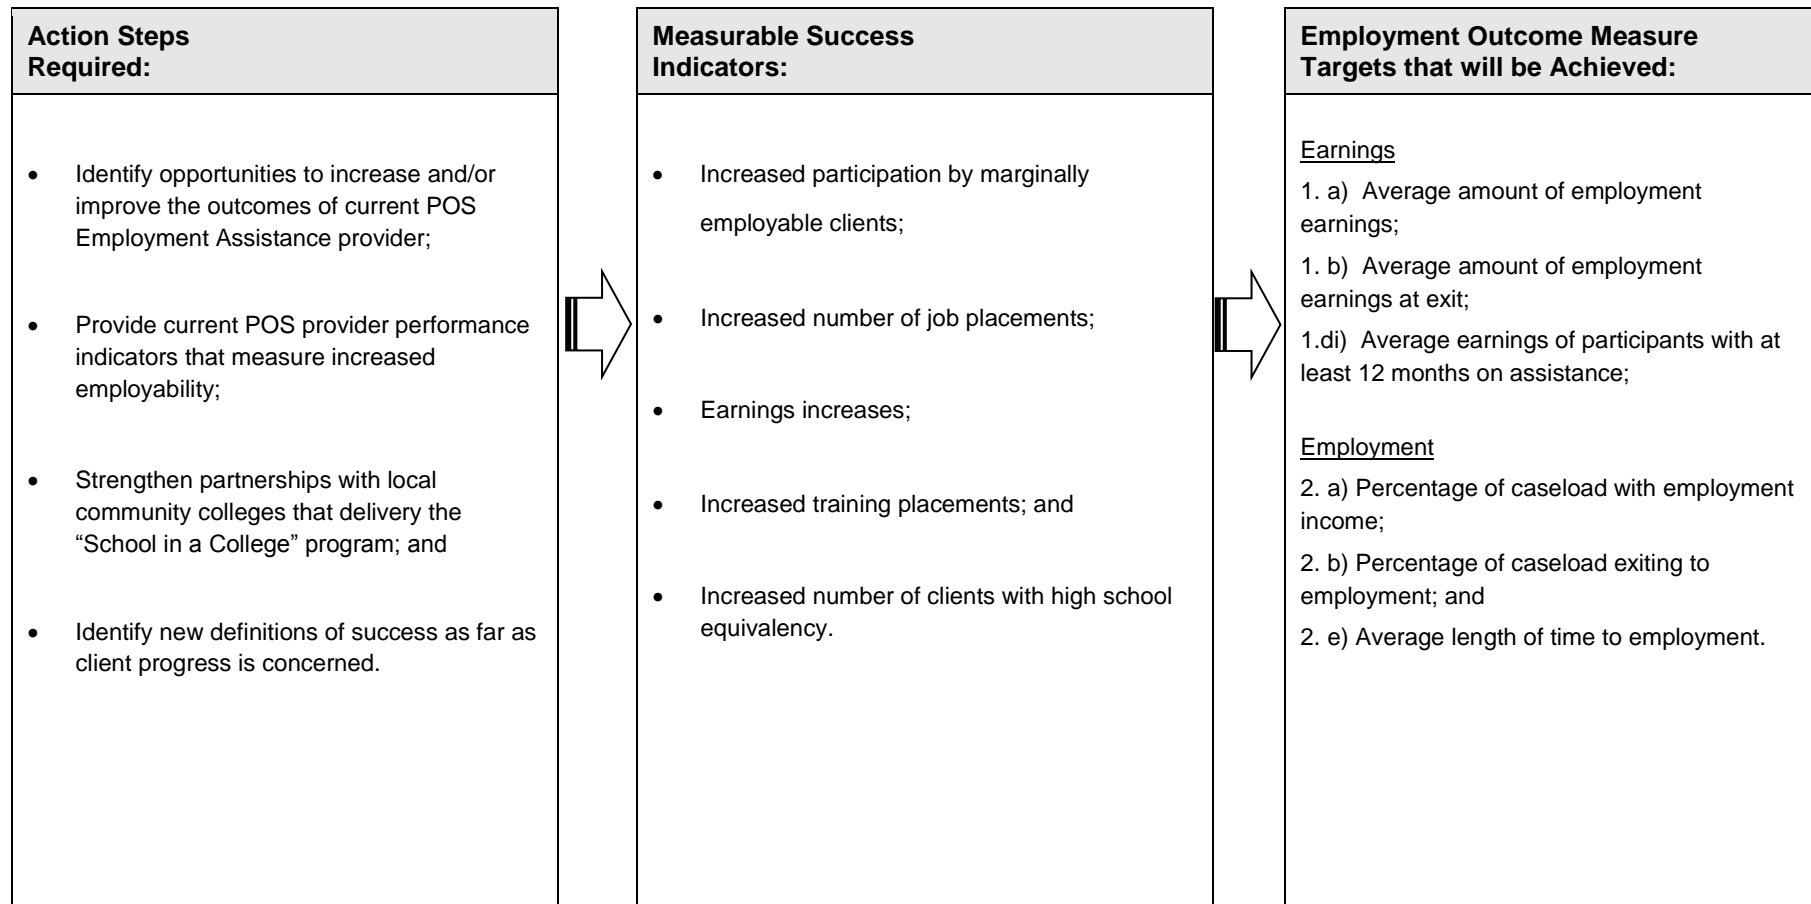 Action Steps
Required:
• Identify opportunities to increase and/or
improve the outcomes of current POS
Employment Assistance provider;
• Provide current POS provider performance
indicators that measure increased
employability;
• Strengthen partnerships with local
community colleges that delivery the
“School in a College” program; and
• Identify new definitions of success as far as
client progress is concerned.
Measurable Success
Indicators:
• Increased participation by marginally
employable clients;
• Increased number of job placements;
• Earnings increases;
• Increased training placements; and
• Increased number of clients with high school
equivalency.
Employment Outcome Measure
Targets that will be Achieved:
Earnings
1. a) Average amount of employment
earnings;
1. b) Average amount of employment
earnings at exit;
1.di) Average earnings of participants with at
least 12 months on assistance;
Employment
2. a) Percentage of caseload with employment
income;
2. b) Percentage of caseload exiting to
employment; and
2. e) Average length of time to employment.